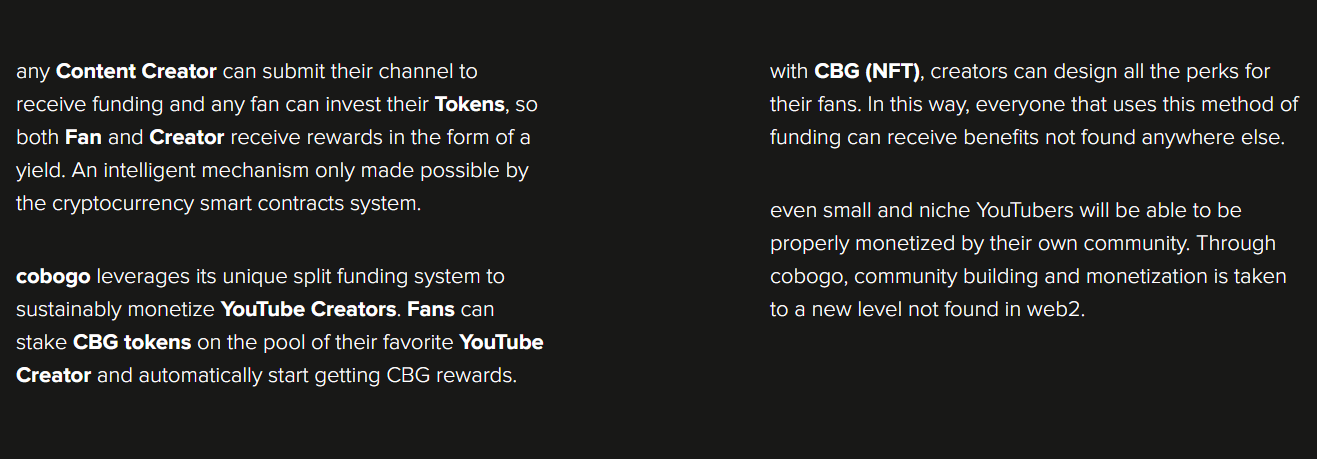 any Content Creator can submit their channel to
receive funding and any fan can invest their Tokens, so
both Fan and Creator receive rewards in the form of a
yield. An intelligent mechanism only made possible by
the cryptocurrency smart contracts system.
cobogo leverages its unique split funding system to
sustainably monetize YouTube Creators. Fans can
stake CBG tokens on the pool of their favorite YouTube
Creator and automatically start getting CBG rewards.
with CBG (NFT), creators can design all the perks for
their fans. In this way, everyone that uses this method of
funding can receive benefits not found anywhere else.
even small and niche YouTubers will be able to be
properly monetized by their own community. Through
cobogo, community building and monetization is taken
to a new level not found in web2.